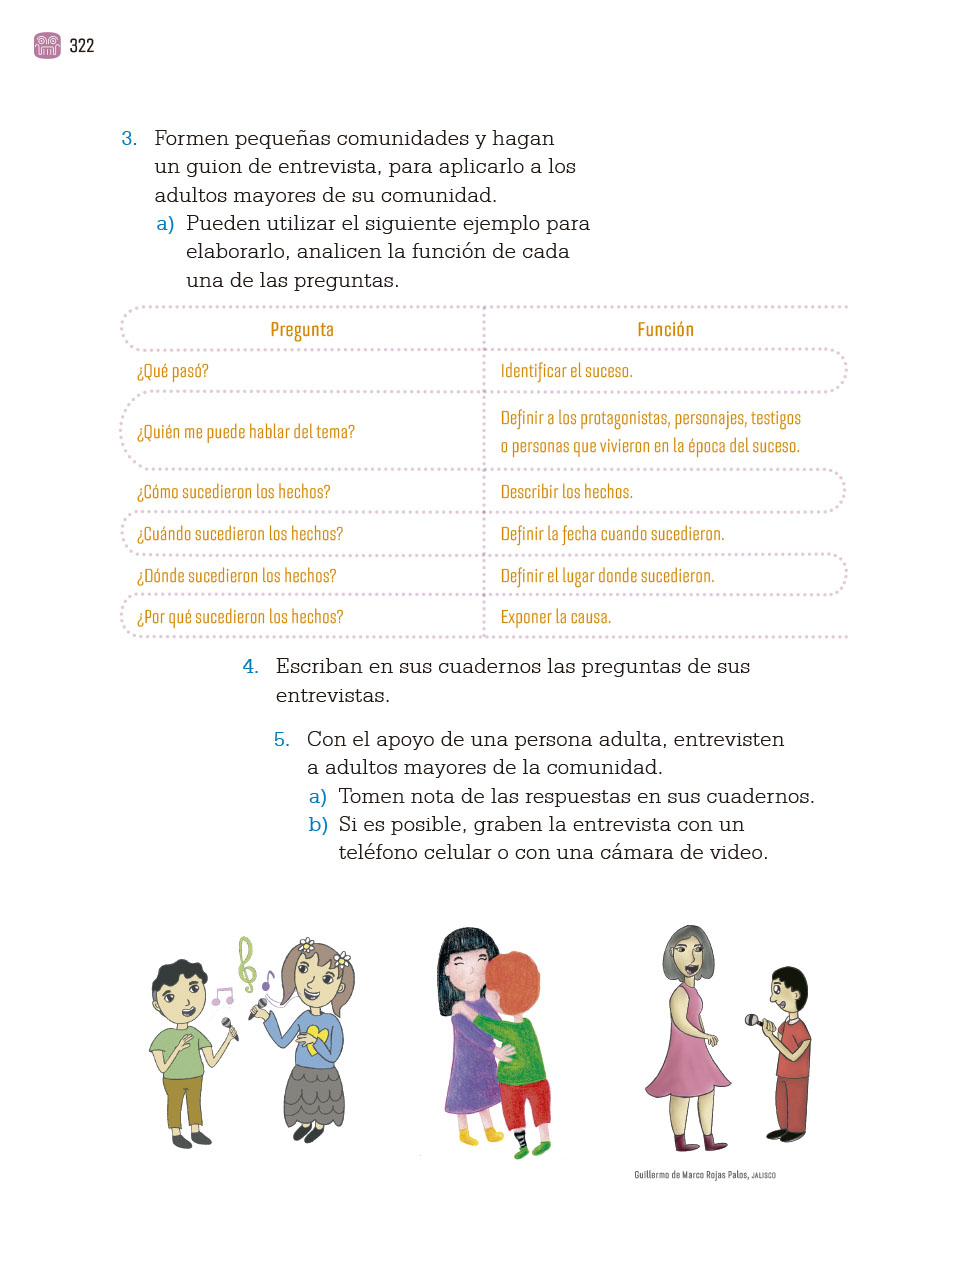 322
3. Formen pequeñas comunidades y hagan
un guion de entrevista, para aplicarlo a los
adultos mayores de su comunidad.
a) Pueden utilizar el siguiente ejemplo para
elaborarlo, analicen la función de cada
una de las preguntas.
Pregunta Función
¿Qué pasó? Identificar el suceso.
¿Quién me puede hablar del tema? Definir a los protagonistas, personajes, testigos
o personas que vivieron en la época del suceso.
¿Cómo sucedieron los hechos? Describir los hechos.
¿Cuándo sucedieron los hechos? Definir la fecha cuando sucedieron.
¿Dónde sucedieron los hechos? Definir el lugar donde sucedieron.
¿Por qué sucedieron los hechos? Exponer la causa.
4. Escriban en sus cuadernos las preguntas de sus
entrevistas.
5. Con el apoyo de una persona adulta, entrevisten
a adultos mayores de la comunidad.
a) Tomen nota de las respuestas en sus cuadernos.
b) Si es posible, graben la entrevista con un
teléfono celular o con una cámara de video.
Guillermo de Marco Rojas Palos, JALISCO